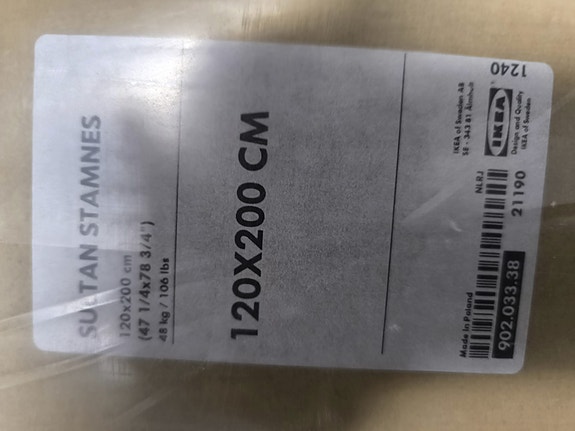 SULTAN STAMNES
120x200 cm
(47 1/4x78 3/4")
48 kg / 106 lbs
120X200 CM
1240
IKEA of Sweden AB
SE - 343 81 Älmhult
IKEA
Design and Quality
IKEA of Sweden
NLRJ
21190
Made in Poland
902.033.38